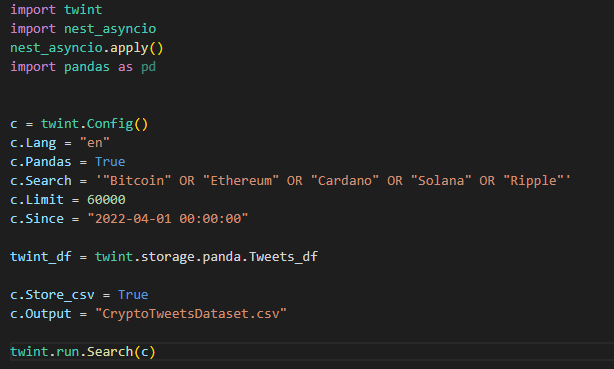 import twint
import nest_asyncio
nest_asyncio.apply()
import pandas as pd
c = twint.Config()
c.Lang = "en"
c.Pandas = True
c.Search = '"Bitcoin" OR "Ethereum" OR "Cardano" OR "Solana" OR "Ripple"'
c.Limit = 60000
c.Since = "2022-04-01 00:00:00"
twint_df = twint.storage.panda.Tweets_df
c.Store_csv = True
c.Output = "CryptoTweetsDataset.csv"
twint.run.Search(c)